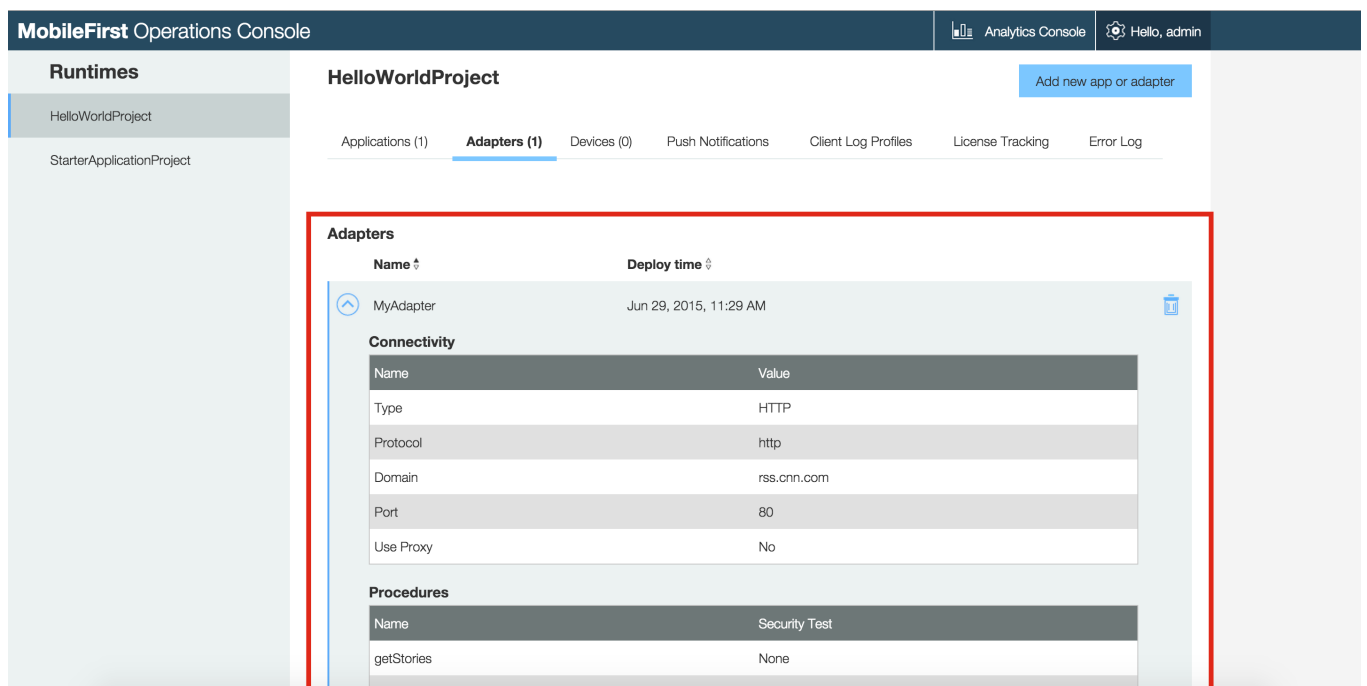 MobileFirst Operations Console Analytics Console Hello, admin
Runtimes
HelloWorldProject
StarterApplicationProject
HelloWorldProject
Add new app or adapter
Applications (1) Adapters (1) Devices (0) Push Notifications Client Log Profiles License Tracking Error Log
Adapters
Name Deploy time
MyAdapter Jun 29, 2015, 11:29 AM
Connectivity
Name Value
Type HTTP
Protocol http
Domain rss.cnn.com
Port 80
Use Proxy No
Procedures
Name Security Test
getStories None